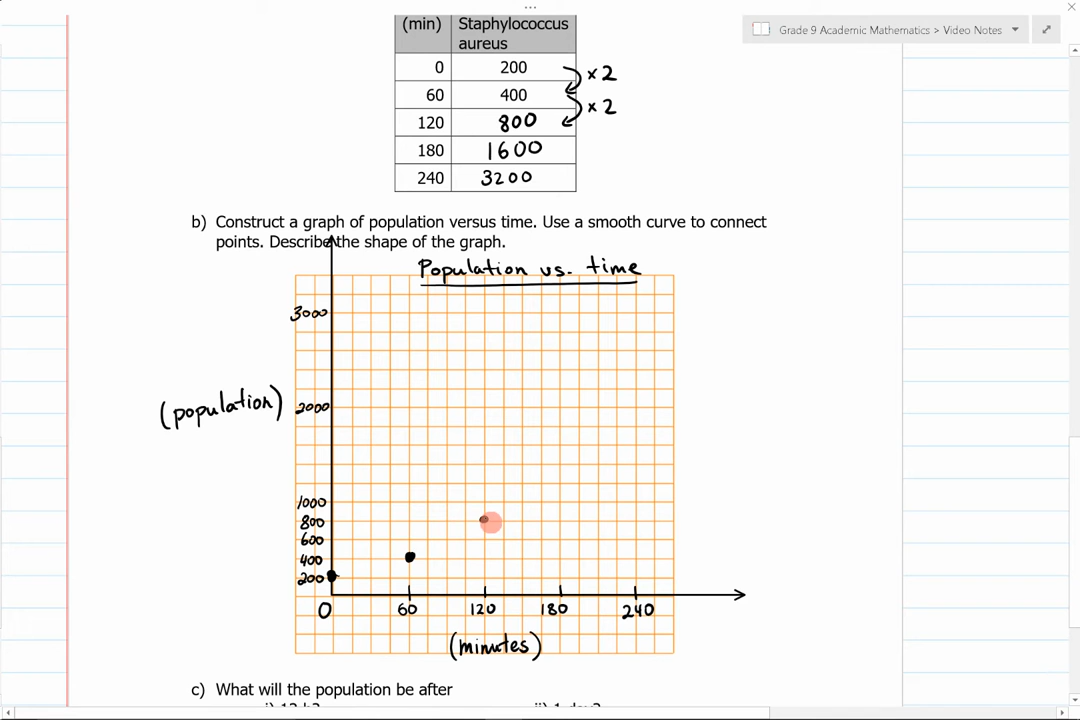 (min) Staphylococcus
aureus
Grade 9 Academic Mathematics > Video Notes
0 200
×2
60 400
×2
120 800
180 1600
240 3200
b) Construct a graph of population versus time. Use a smooth curve to connect
points. Describe the shape of the graph.
Population vs. time
3000
(population)
2000
1000
800
600
400
200
0 60 120 180 240
(minutes)
c) What will the population be after